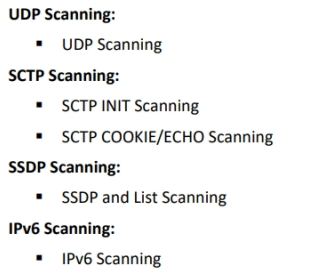 UDP Scanning:
▪ UDP Scanning
SCTP Scanning:
▪ SCTP INIT Scanning
▪ SCTP COOKIE/ECHO Scanning
SSDP Scanning:
▪ SSDP and List Scanning
IPv6 Scanning:
▪ IPv6 Scanning